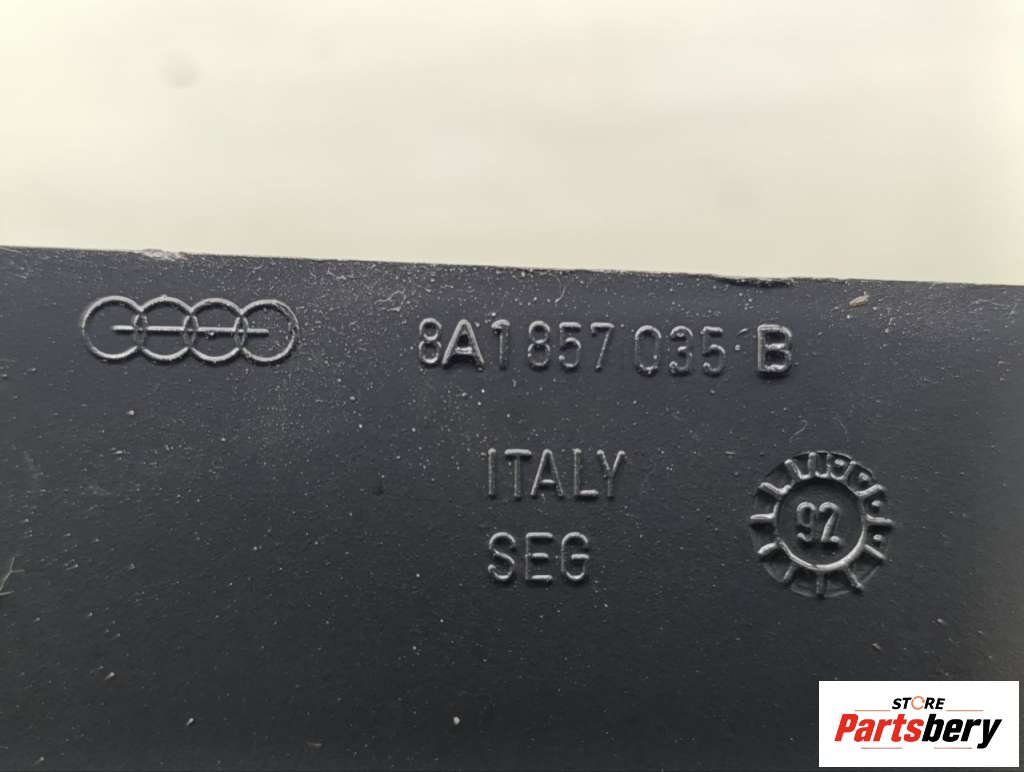 8A1 857 035 B
ITALY
SEG
92
STORE
Partsbery